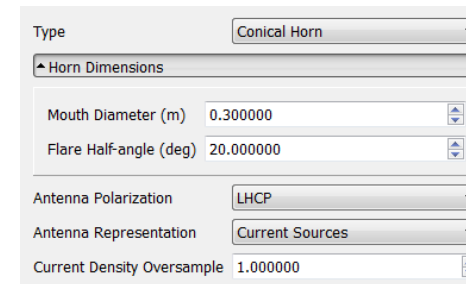 Type Conical Horn
Horn Dimensions
Mouth Diameter (m) 0.300000
Flare Half-angle (deg) 20.000000
Antenna Polarization LHCP
Antenna Representation Current Sources
Current Density Oversample 1.000000